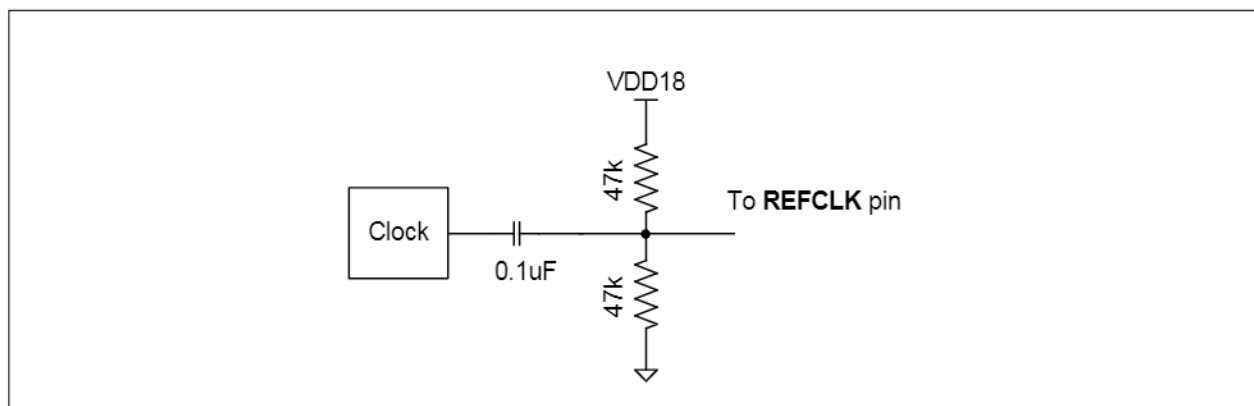 VDD18
47k
To REFCLK pin
Clock
0.1uF
47k